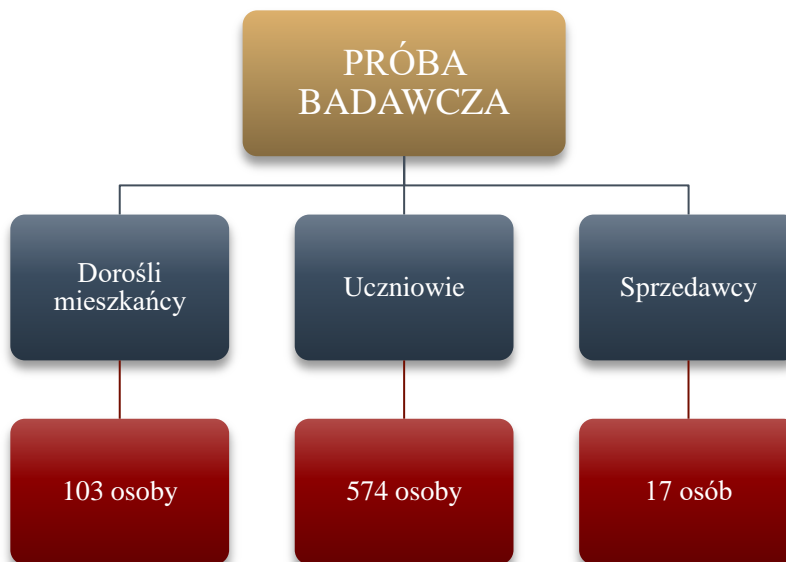 PRÓBA
BADAWCZA
Dorośli
mieszkańcy
Uczniowie
Sprzedawcy
103 osoby
574 osoby
17 osób